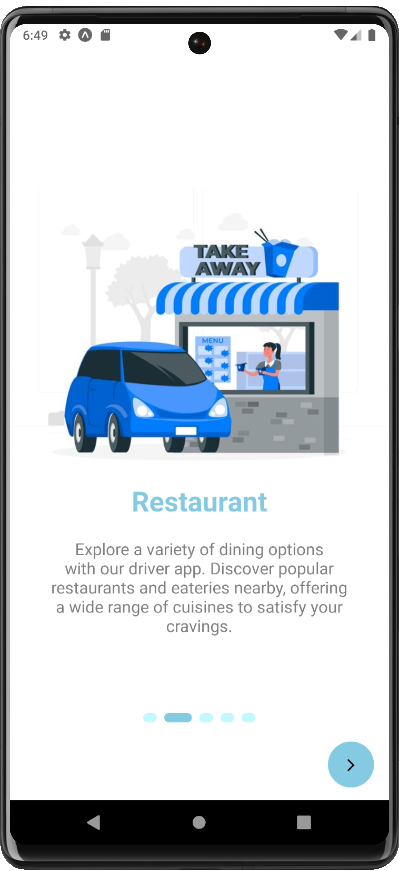 6:49
TAKE
AWAY
MENU
Restaurant
Explore a variety of dining options
with our driver app. Discover popular
restaurants and eateries nearby, offering
a wide range of cuisines to satisfy your
cravings.